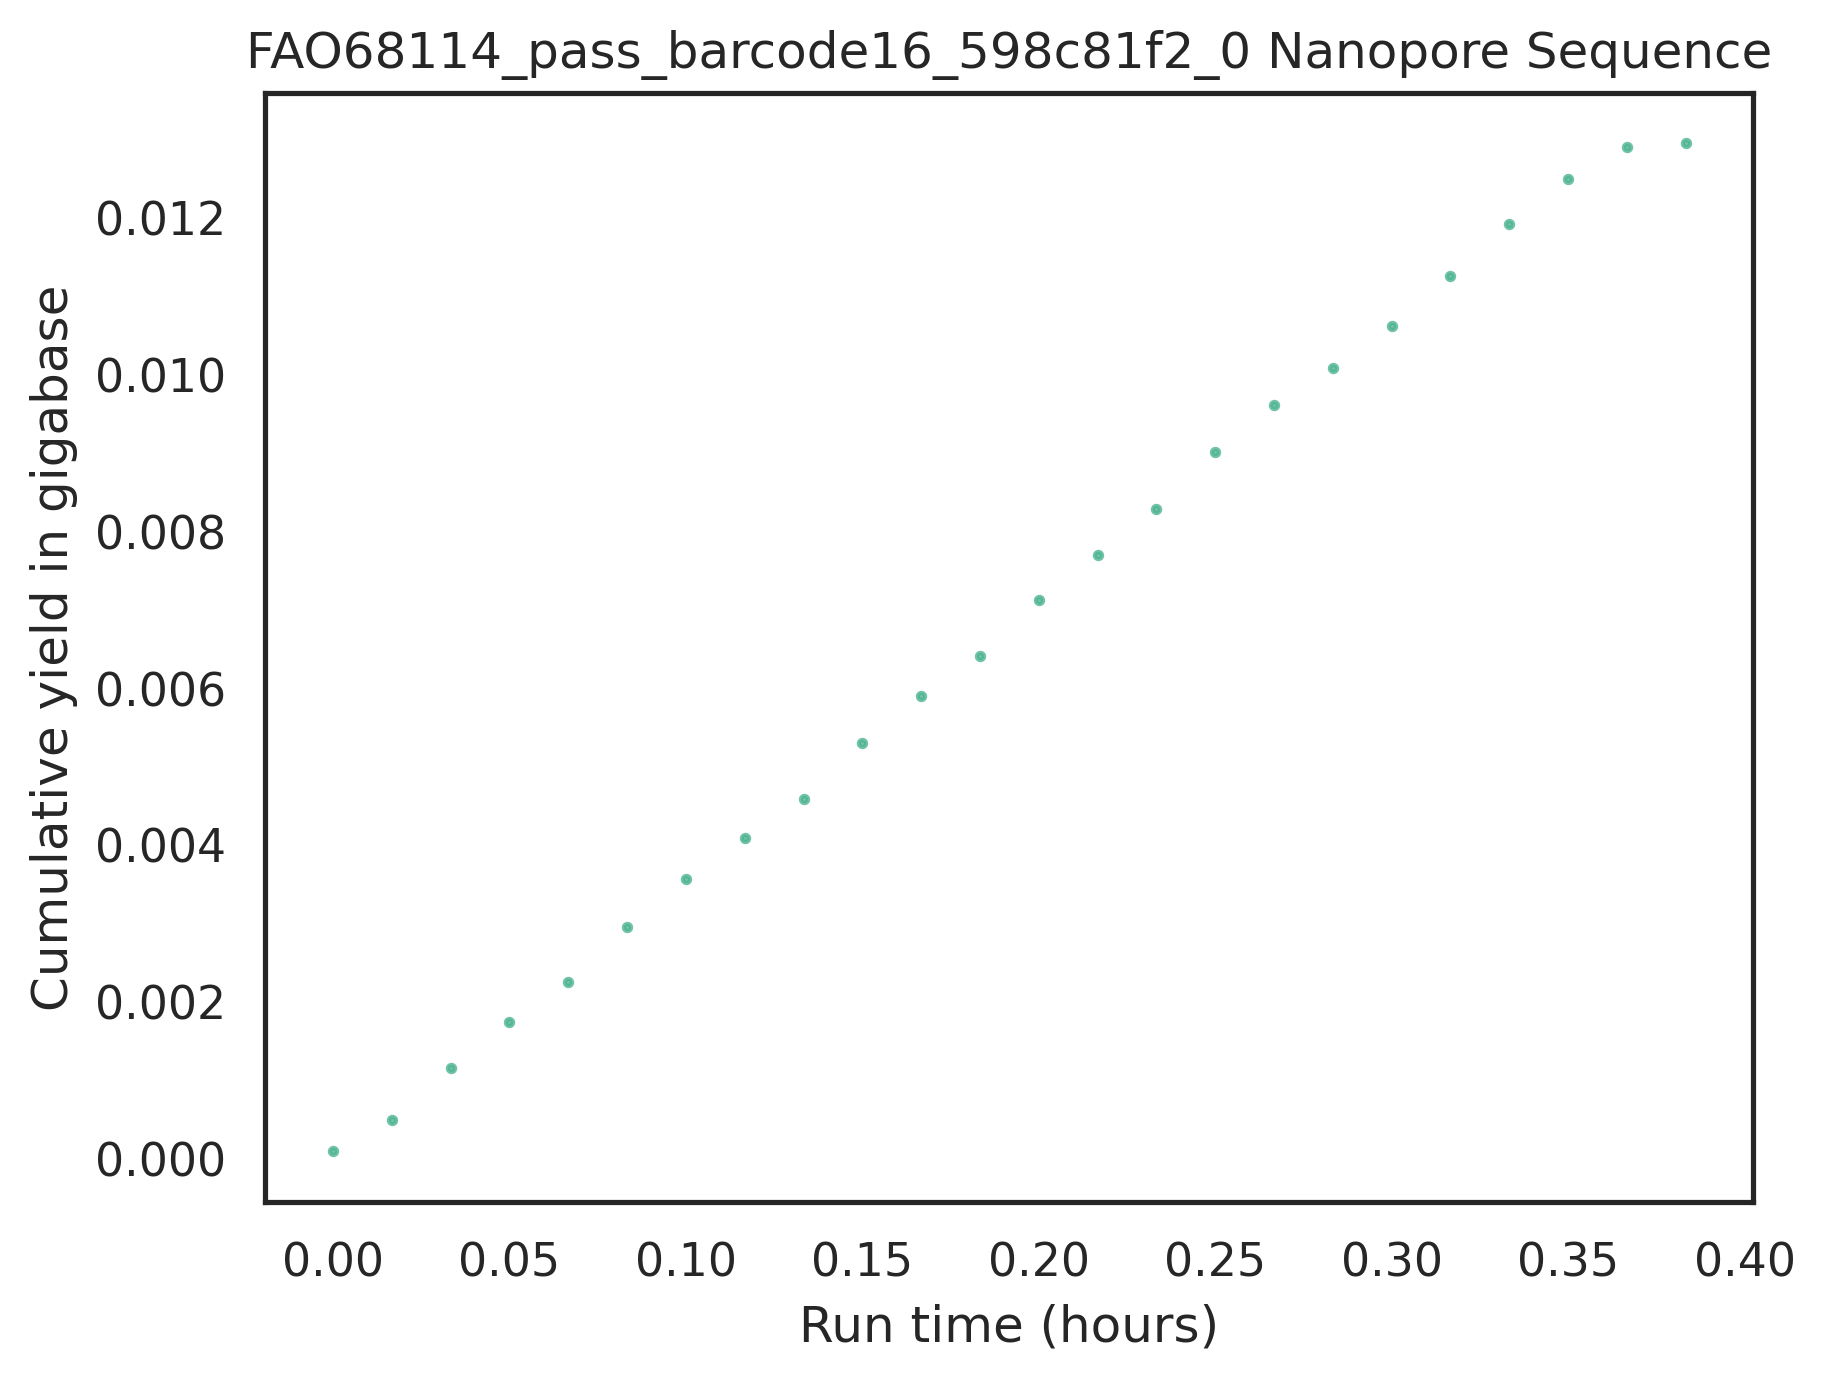 FAO68114_pass_barcode16_598c81f2_0 Nanopore Sequence
Cumulative yield in gigabase
0.012
0.010
0.008
0.006
0.004
0.002
0.000
0.00 0.05 0.10 0.15 0.20 0.25 0.30 0.35 0.40
Run time (hours)